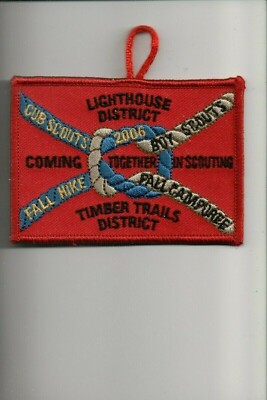 LIGHTHOUSE
DISTRICT
CUB SCOUTS
2006
BOY SCOUTS
COMING TOGETHER IN SCOUTING
FALL HIKE
FALL CAMPOREE
TIMBER TRAILS
DISTRICT